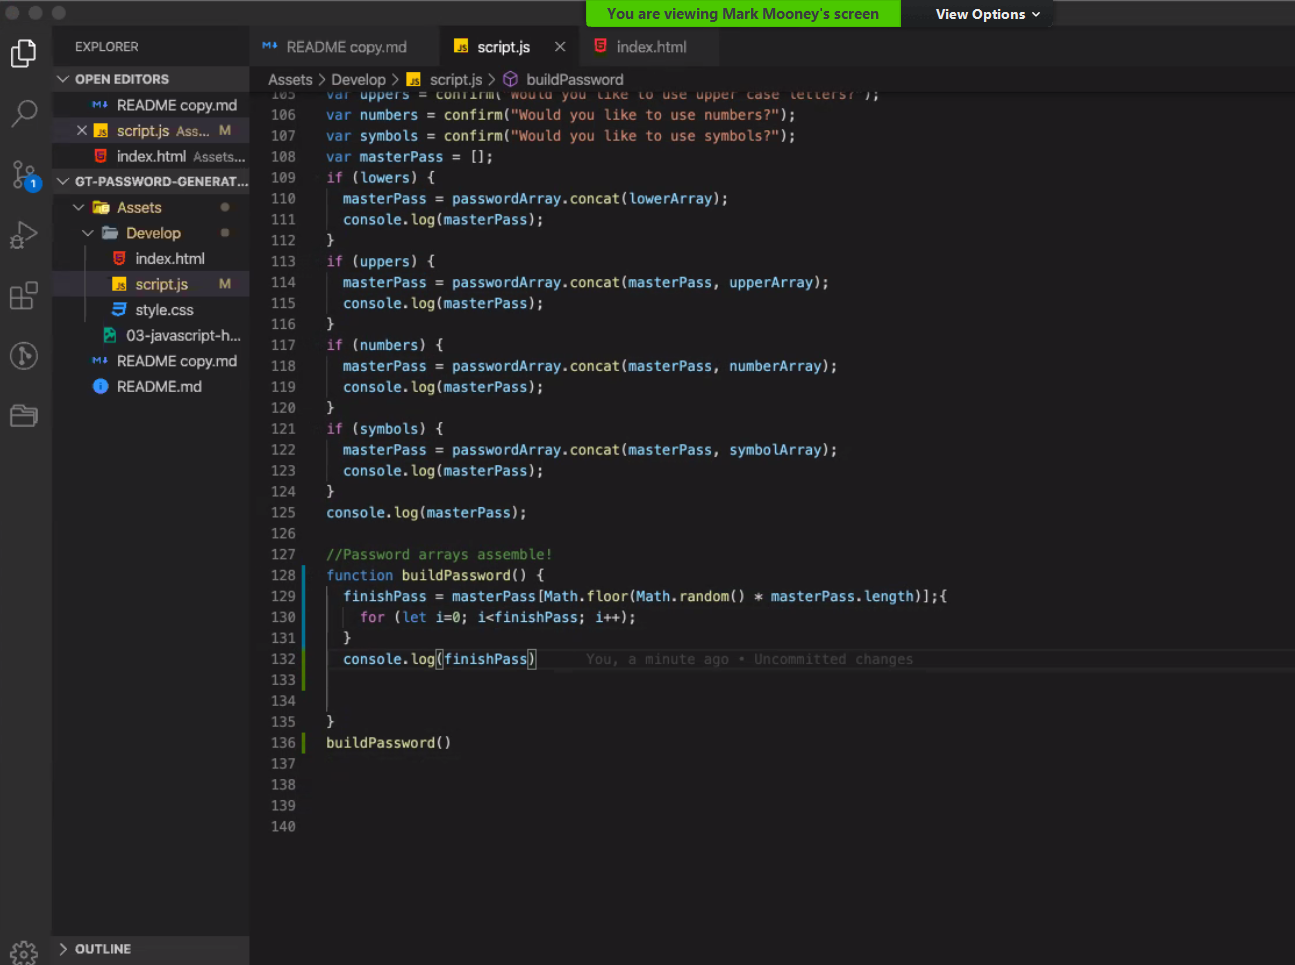 You are viewing Mark Mooney's screen View Options
EXPLORER
README copy.md script.js index.html
OPEN EDITORS
README copy.md
script.js Ass... M
index.html Assets...
GT-PASSWORD-GENERAT...
Assets
Develop
index.html
script.js M
style.css
03-javascript-h...
README copy.md
README.md
OUTLINE
1
Assets > Develop > script.js > buildPassword
105 var uppers = confirm("Would you like to use upper case letters?");
106 var numbers = confirm("Would you like to use numbers?");
107 var symbols = confirm("Would you like to use symbols?");
108 var masterPass = [];
109 if (lowers) {
110 masterPass = passwordArray.concat(lowerArray);
111 console.log(masterPass);
112 }
113 if (uppers) {
114 masterPass = passwordArray.concat(masterPass, upperArray);
115 console.log(masterPass);
116 }
117 if (numbers) {
118 masterPass = passwordArray.concat(masterPass, numberArray);
119 console.log(masterPass);
120 }
121 if (symbols) {
122 masterPass = passwordArray.concat(masterPass, symbolArray);
123 console.log(masterPass);
124 }
125 console.log(masterPass);
126
127 //Password arrays assemble!
128 function buildPassword() {
129 finishPass = masterPass[Math.floor(Math.random() * masterPass.length)];{
130 for (let i=0; i<finishPass; i++);
131 }
132 console.log(finishPass) You, a minute ago • Uncommitted changes
133
134
135 }
136 buildPassword()
137
138
139
140